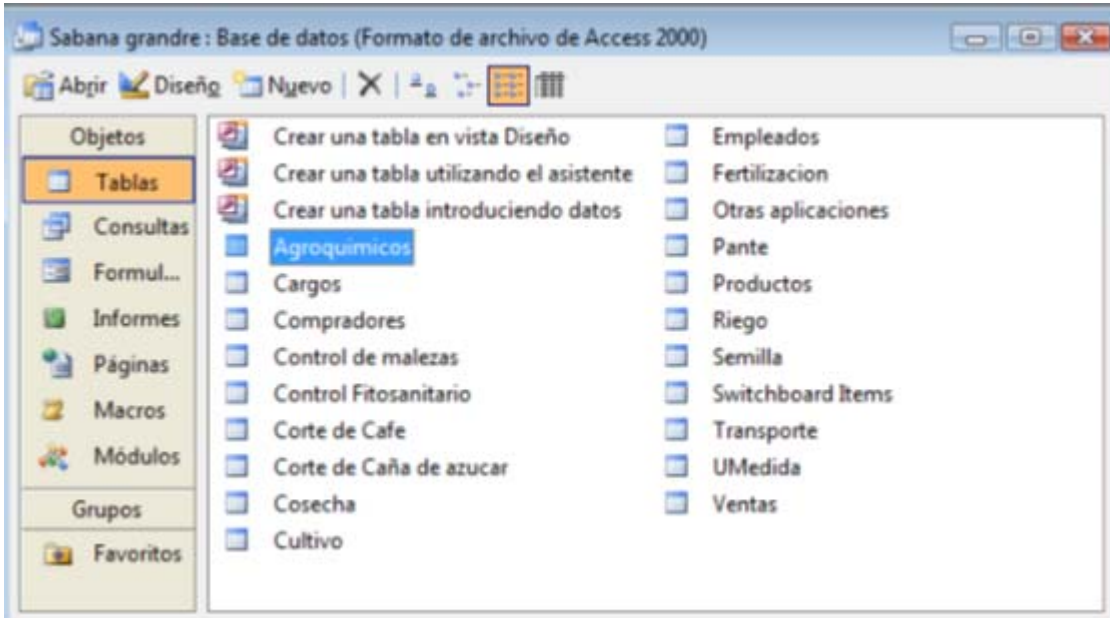 Sabana grandre : Base de datos (Formato de archivo de Access 2000)
Abrir Diseño Nuevo
Objetos
Tablas
Consultas
Formul...
Informes
Páginas
Macros
Módulos
Grupos
Favoritos
Crear una tabla en vista Diseño
Crear una tabla utilizando el asistente
Crear una tabla introduciendo datos
Agroquimicos
Cargos
Compradores
Control de malezas
Control Fitosanitario
Corte de Cafe
Corte de Caña de azucar
Cosecha
Cultivo
Empleados
Fertilizacion
Otras aplicaciones
Pante
Productos
Riego
Semilla
Switchboard Items
Transporte
UMedida
Ventas